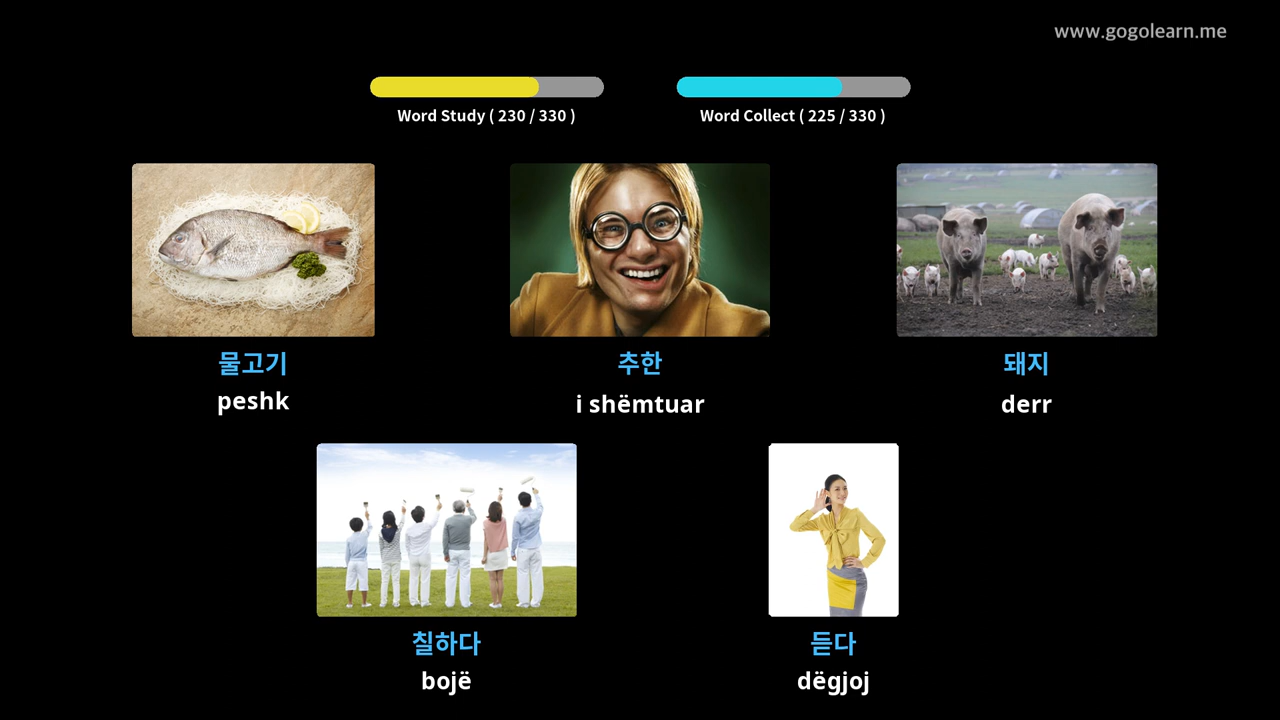 www.gogolearn.me
Word Study ( 230 / 330 )
Word Collect ( 225 / 330 )
물고기
peshk
추한
i shëmtuar
돼지
derr
칠하다
bojë
듣다
dëgjoj